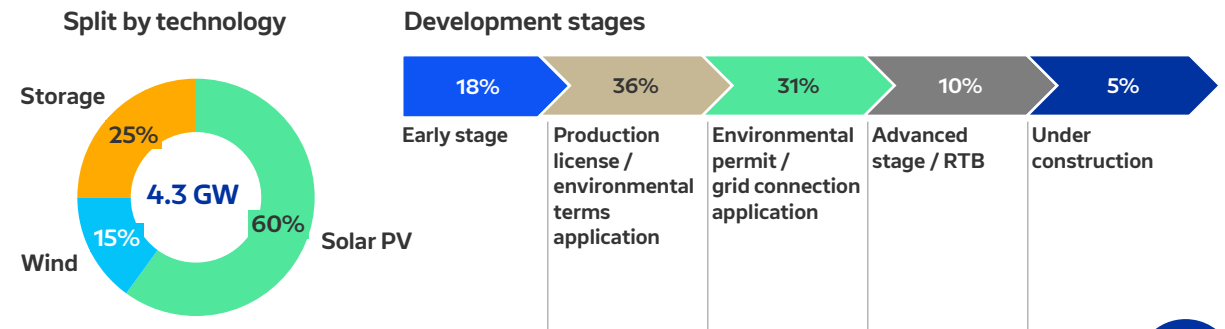 Split by technology
Storage
25%
4.3 GW
15%
60%
Wind
Solar PV
Development stages
18%
36%
31%
10%
5%
Early stage
Production
license /
environmental
terms
application
Environmental
permit /
grid connection
application
Advanced
stage / RTB
Under
construction